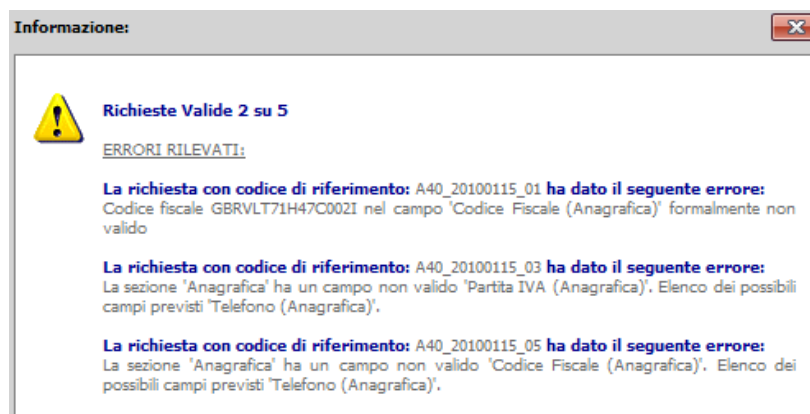 Informazione:
Richieste Valide 2 su 5
ERRORI RILEVATI:
La richiesta con codice di riferimento: A40_20100115_01 ha dato il seguente errore:
Codice fiscale GBRVLT71H47C002I nel campo 'Codice Fiscale (Anagrafica)' formalmente non
valido
La richiesta con codice di riferimento: A40_20100115_03 ha dato il seguente errore:
La sezione 'Anagrafica' ha un campo non valido 'Partita IVA (Anagrafica)'. Elenco dei possibili
campi previsti 'Telefono (Anagrafica)'.
La richiesta con codice di riferimento: A40_20100115_05 ha dato il seguente errore:
La sezione 'Anagrafica' ha un campo non valido 'Codice Fiscale (Anagrafica)'. Elenco dei
possibili campi previsti 'Telefono (Anagrafica)'.